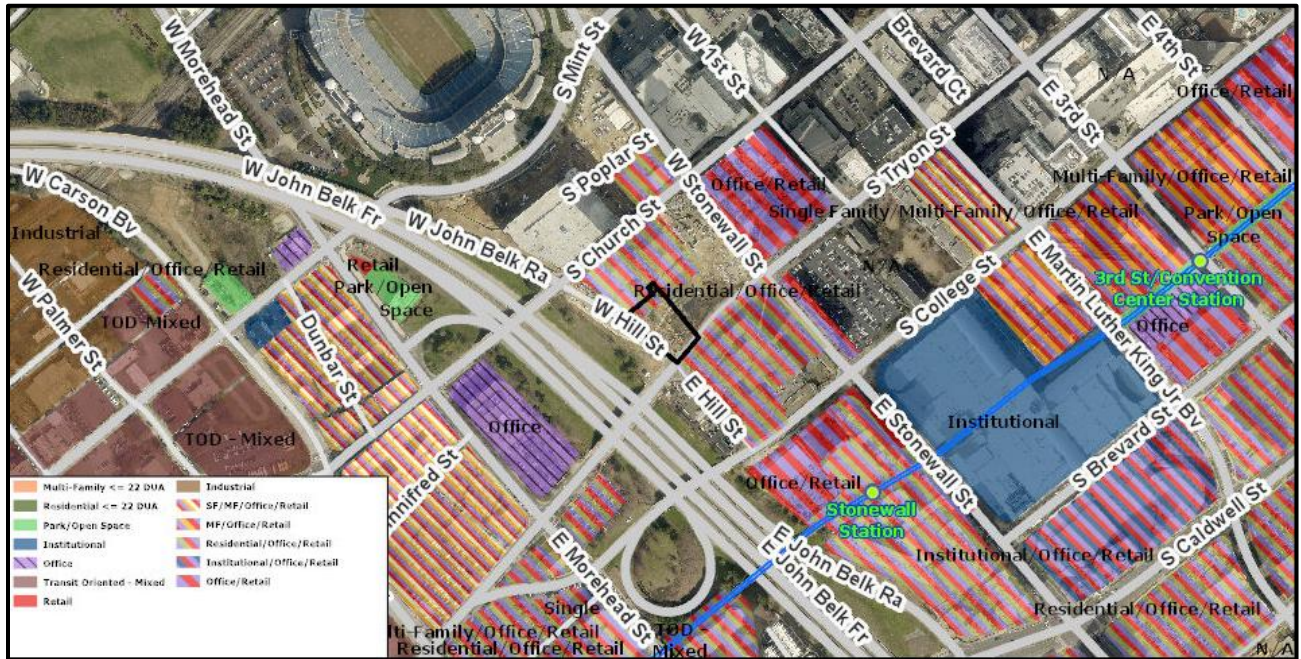 W Morehead St
S Mint St
W 1st St
Brevard Ct
E 4th St
N/A
Office/Retail
E 3rd St
W Carson Bv
W John Belk Fr
S Poplar St
W Stonewall St
Office/Retail
S Tryon St
Multi-Family/Office/Retail
W John Belk Ra
S Church St
Single Family/Multi-Family/Office/Retail
Park/Open
Space
Industrial
Residential/Office/Retail
Retail
Park/Open
Space
N/A
E Martin Luther King Jr Bv
3rd St/Convention
Center Station
W Palmer St
TOD-Mixed
Dunbar St
W Hill St
Residential/Office/Retail
S College St
Office
E Hill St
TOD - Mixed
Office
E Stonewall St
Institutional
S Brevard St
Office/Retail
Stonewall
Station
S Caldwell St
nnifred St
E Morehead St
E John Belk Ra
E John Belk Fr
Institutional/Office/Retail
Residential/Office/Retail
Single
lti-Family/Office/Retail
Residential/Office/Retail
TOD -
Mixed
N/A
Multi-Family <= 22 DUA
Residential <= 22 DUA
Park/Open Space
Institutional
Office
Transit Oriented - Mixed
Retail
Industrial
SF/MF/Office/Retail
MF/Office/Retail
Residential/Office/Retail
Institutional/Office/Retail
Office/Retail